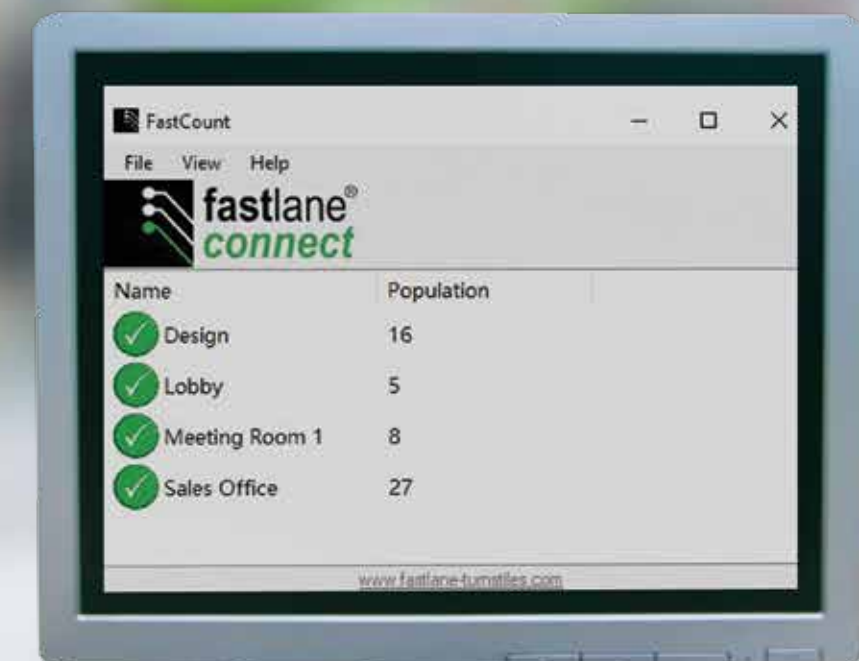 FastCount
File View Help
fastlane®
connect
Name Population
Design 16
Lobby 5
Meeting Room 1 8
Sales Office 27
www.fastlane-turnstiles.com